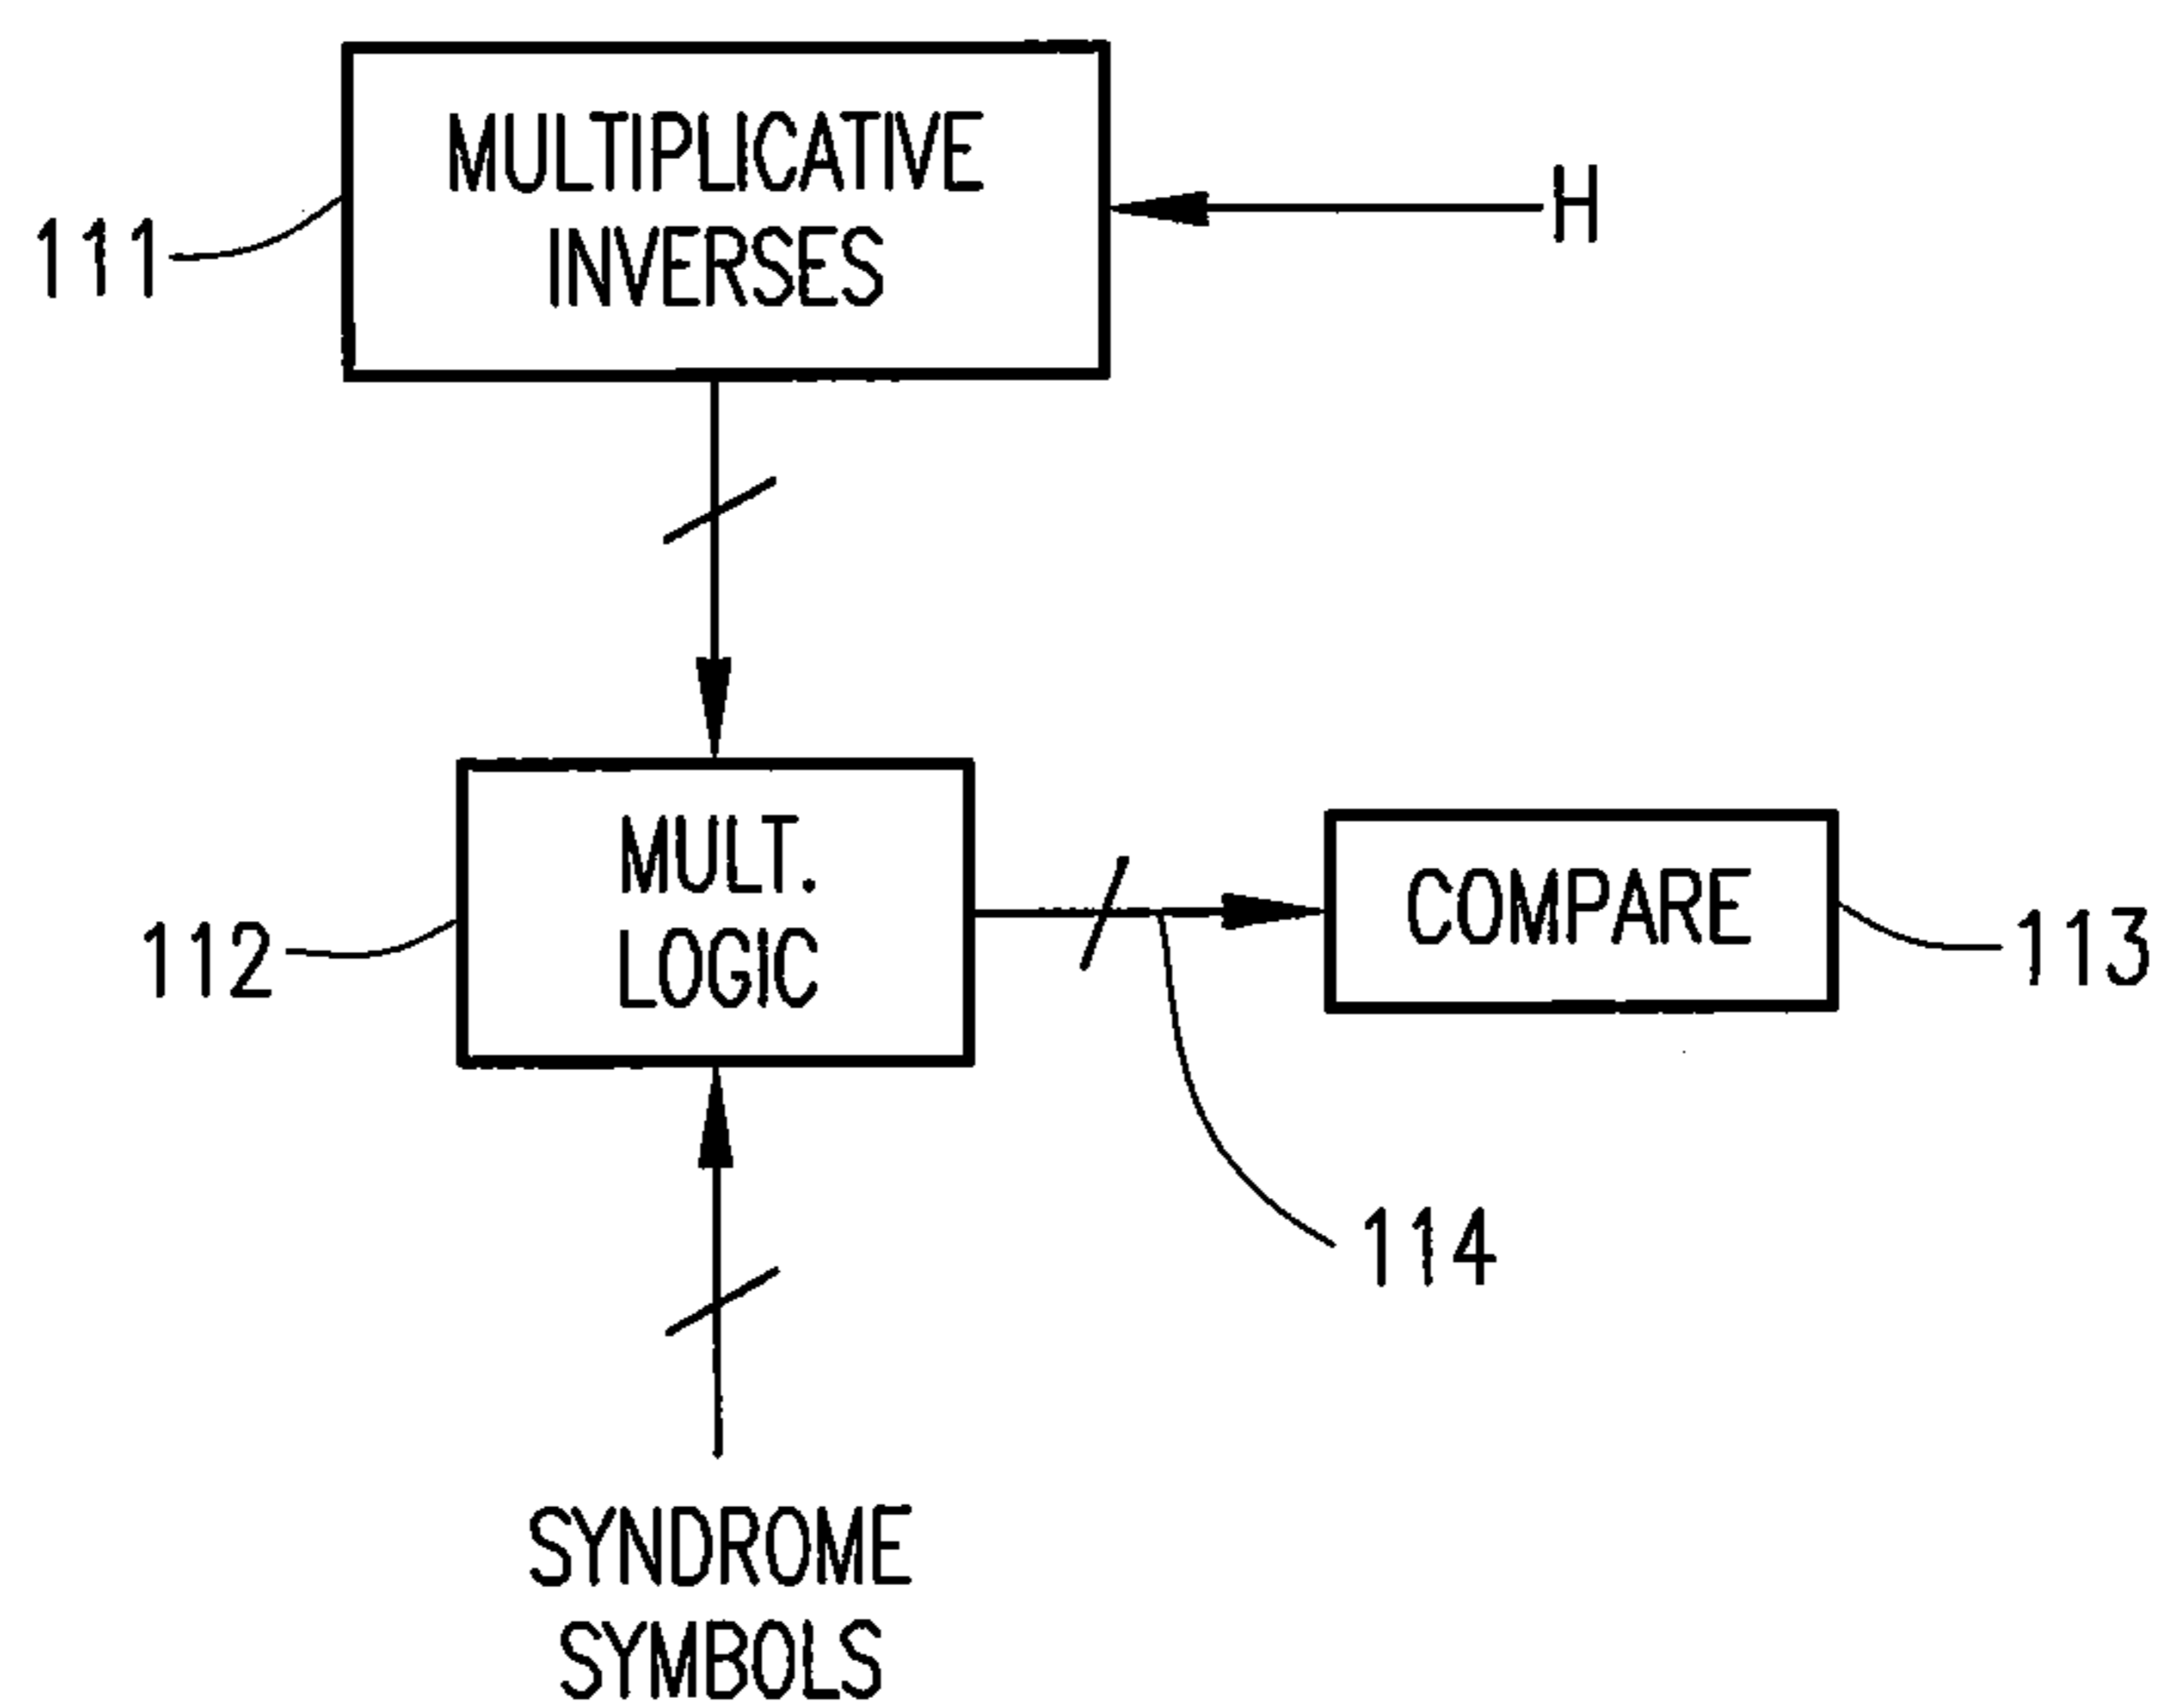 MULTIPLICATIVE
INVERSES
H
111
MULT.
LOGIC
COMPARE
112
113
114
SYNDROME
SYMBOLS